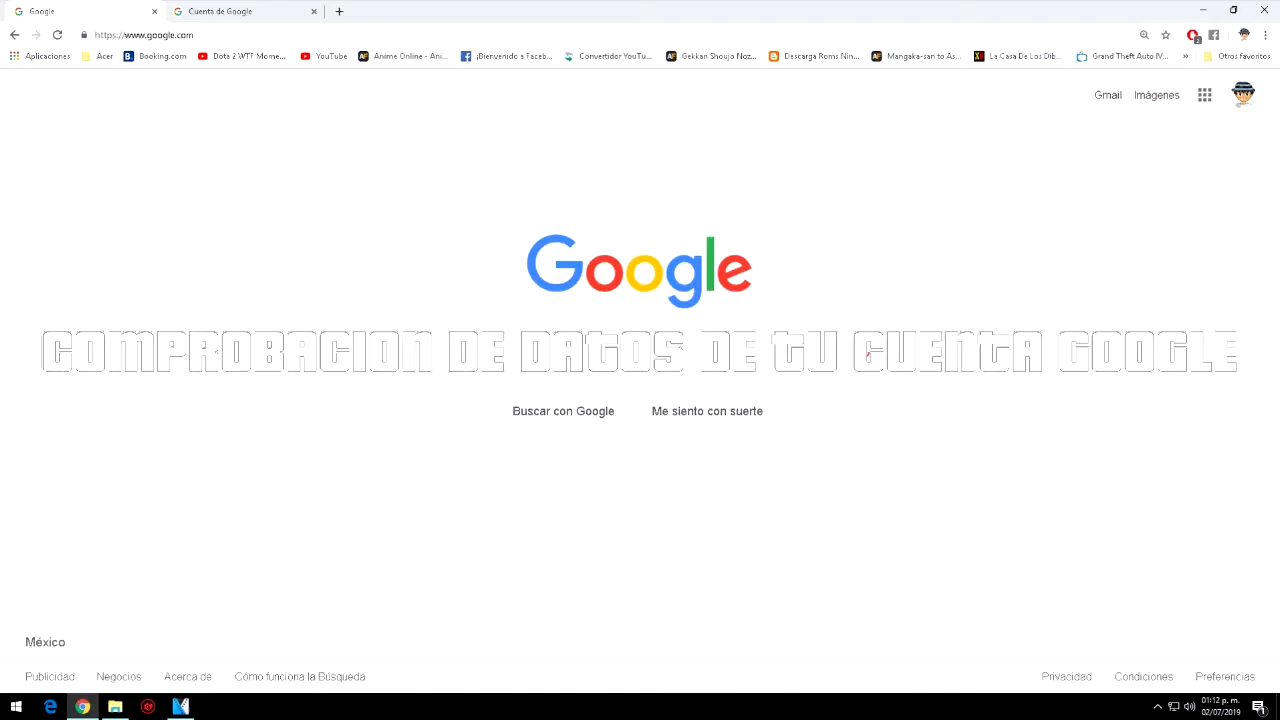 Google
Cuenta de Google
https://www.google.com
2
Aplicaciones Acer Booking.com Dota 2 WTF Mome... YouTube Anime Online - Ani... ¡Bienvenido a Faceb... Convertidor YouTu... Gekkan Shoujo Noz... Descarga Roms Nin... Mangaka-san to As... La Casa De Los Dib... Grand Theft Auto IV... » Otros favoritos
Gmail Imágenes
Google
COMPROBACION DE DATOS DE TU CUENTA GOOGLE
Buscar con Google Me siento con suerte
México
Publicidad Negocios Acerca de Cómo funciona la Búsqueda Privacidad Condiciones Preferencias
01:12 p. m.
02/07/2019
1